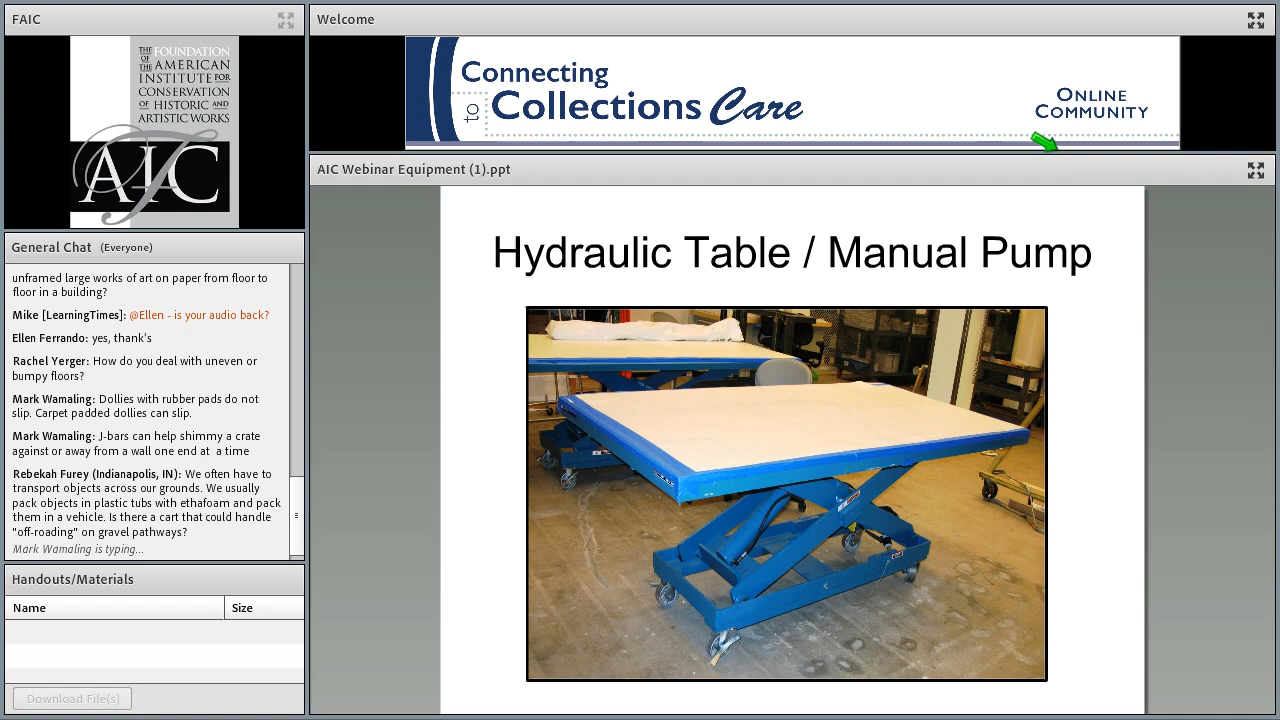 FAIC
THE FOUNDATION
OF THE AMERICAN
INSTITUTE FOR
CONSERVATION
OF HISTORIC AND
ARTISTIC WORKS
AIC
General Chat (Everyone)
unframed large works of art on paper from floor to
floor in a building?
Mike [LearningTimes]: @Ellen - is your audio back?
Ellen Ferrando: yes, thank's
Rachel Yerger: How do you deal with uneven or
bumpy floors?
Mark Wamaling: Dollies with rubber pads do not
slip. Carpet padded dollies can slip.
Mark Wamaling: J-bars can help shimmy a crate
against or away from a wall one end at a time
Rebekah Furey (Indianapolis, IN): We often have to
transport objects across our grounds. We usually
pack objects in plastic tubs with ethafoam and pack
them in a vehicle. Is there a cart that could handle
"off-roading" on gravel pathways?
Mark Wamaling is typing...
Handouts/Materials
Name Size
Download File(s)
Welcome
Connecting
to Collections Care
ONLINE
COMMUNITY
AIC Webinar Equipment (1).ppt
Hydraulic Table / Manual Pump